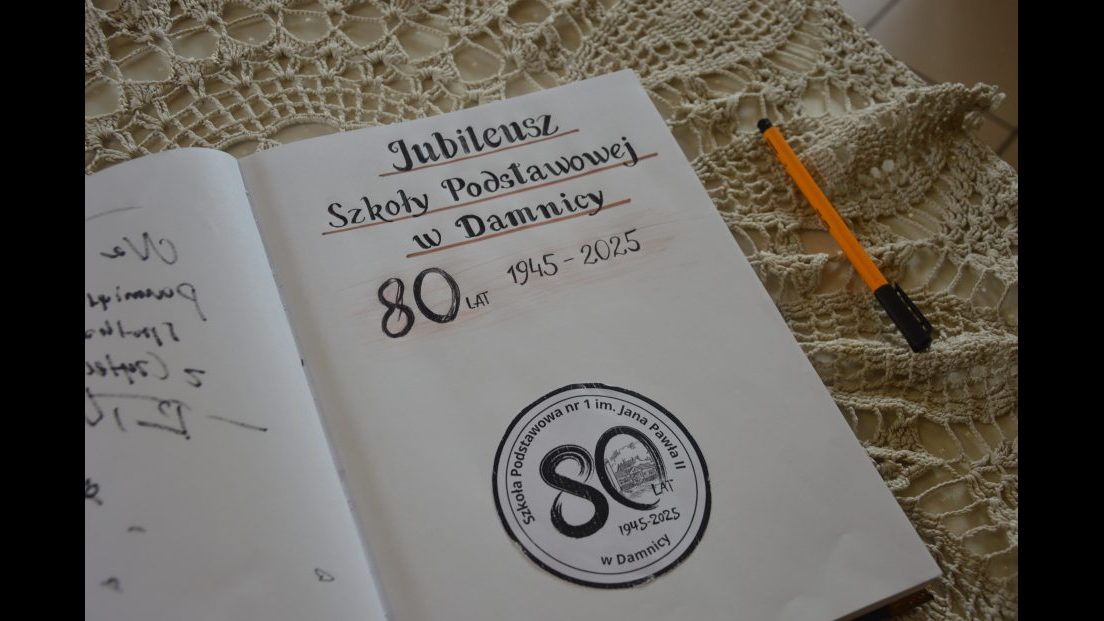 Jubileusz
Szkoły Podstawowej
w Damnicy
80 LAT 1945 - 2025
Szkoła Podstawowa nr 1 im. Jana Pawła II
80
LAT
1945-2025
w Damnicy